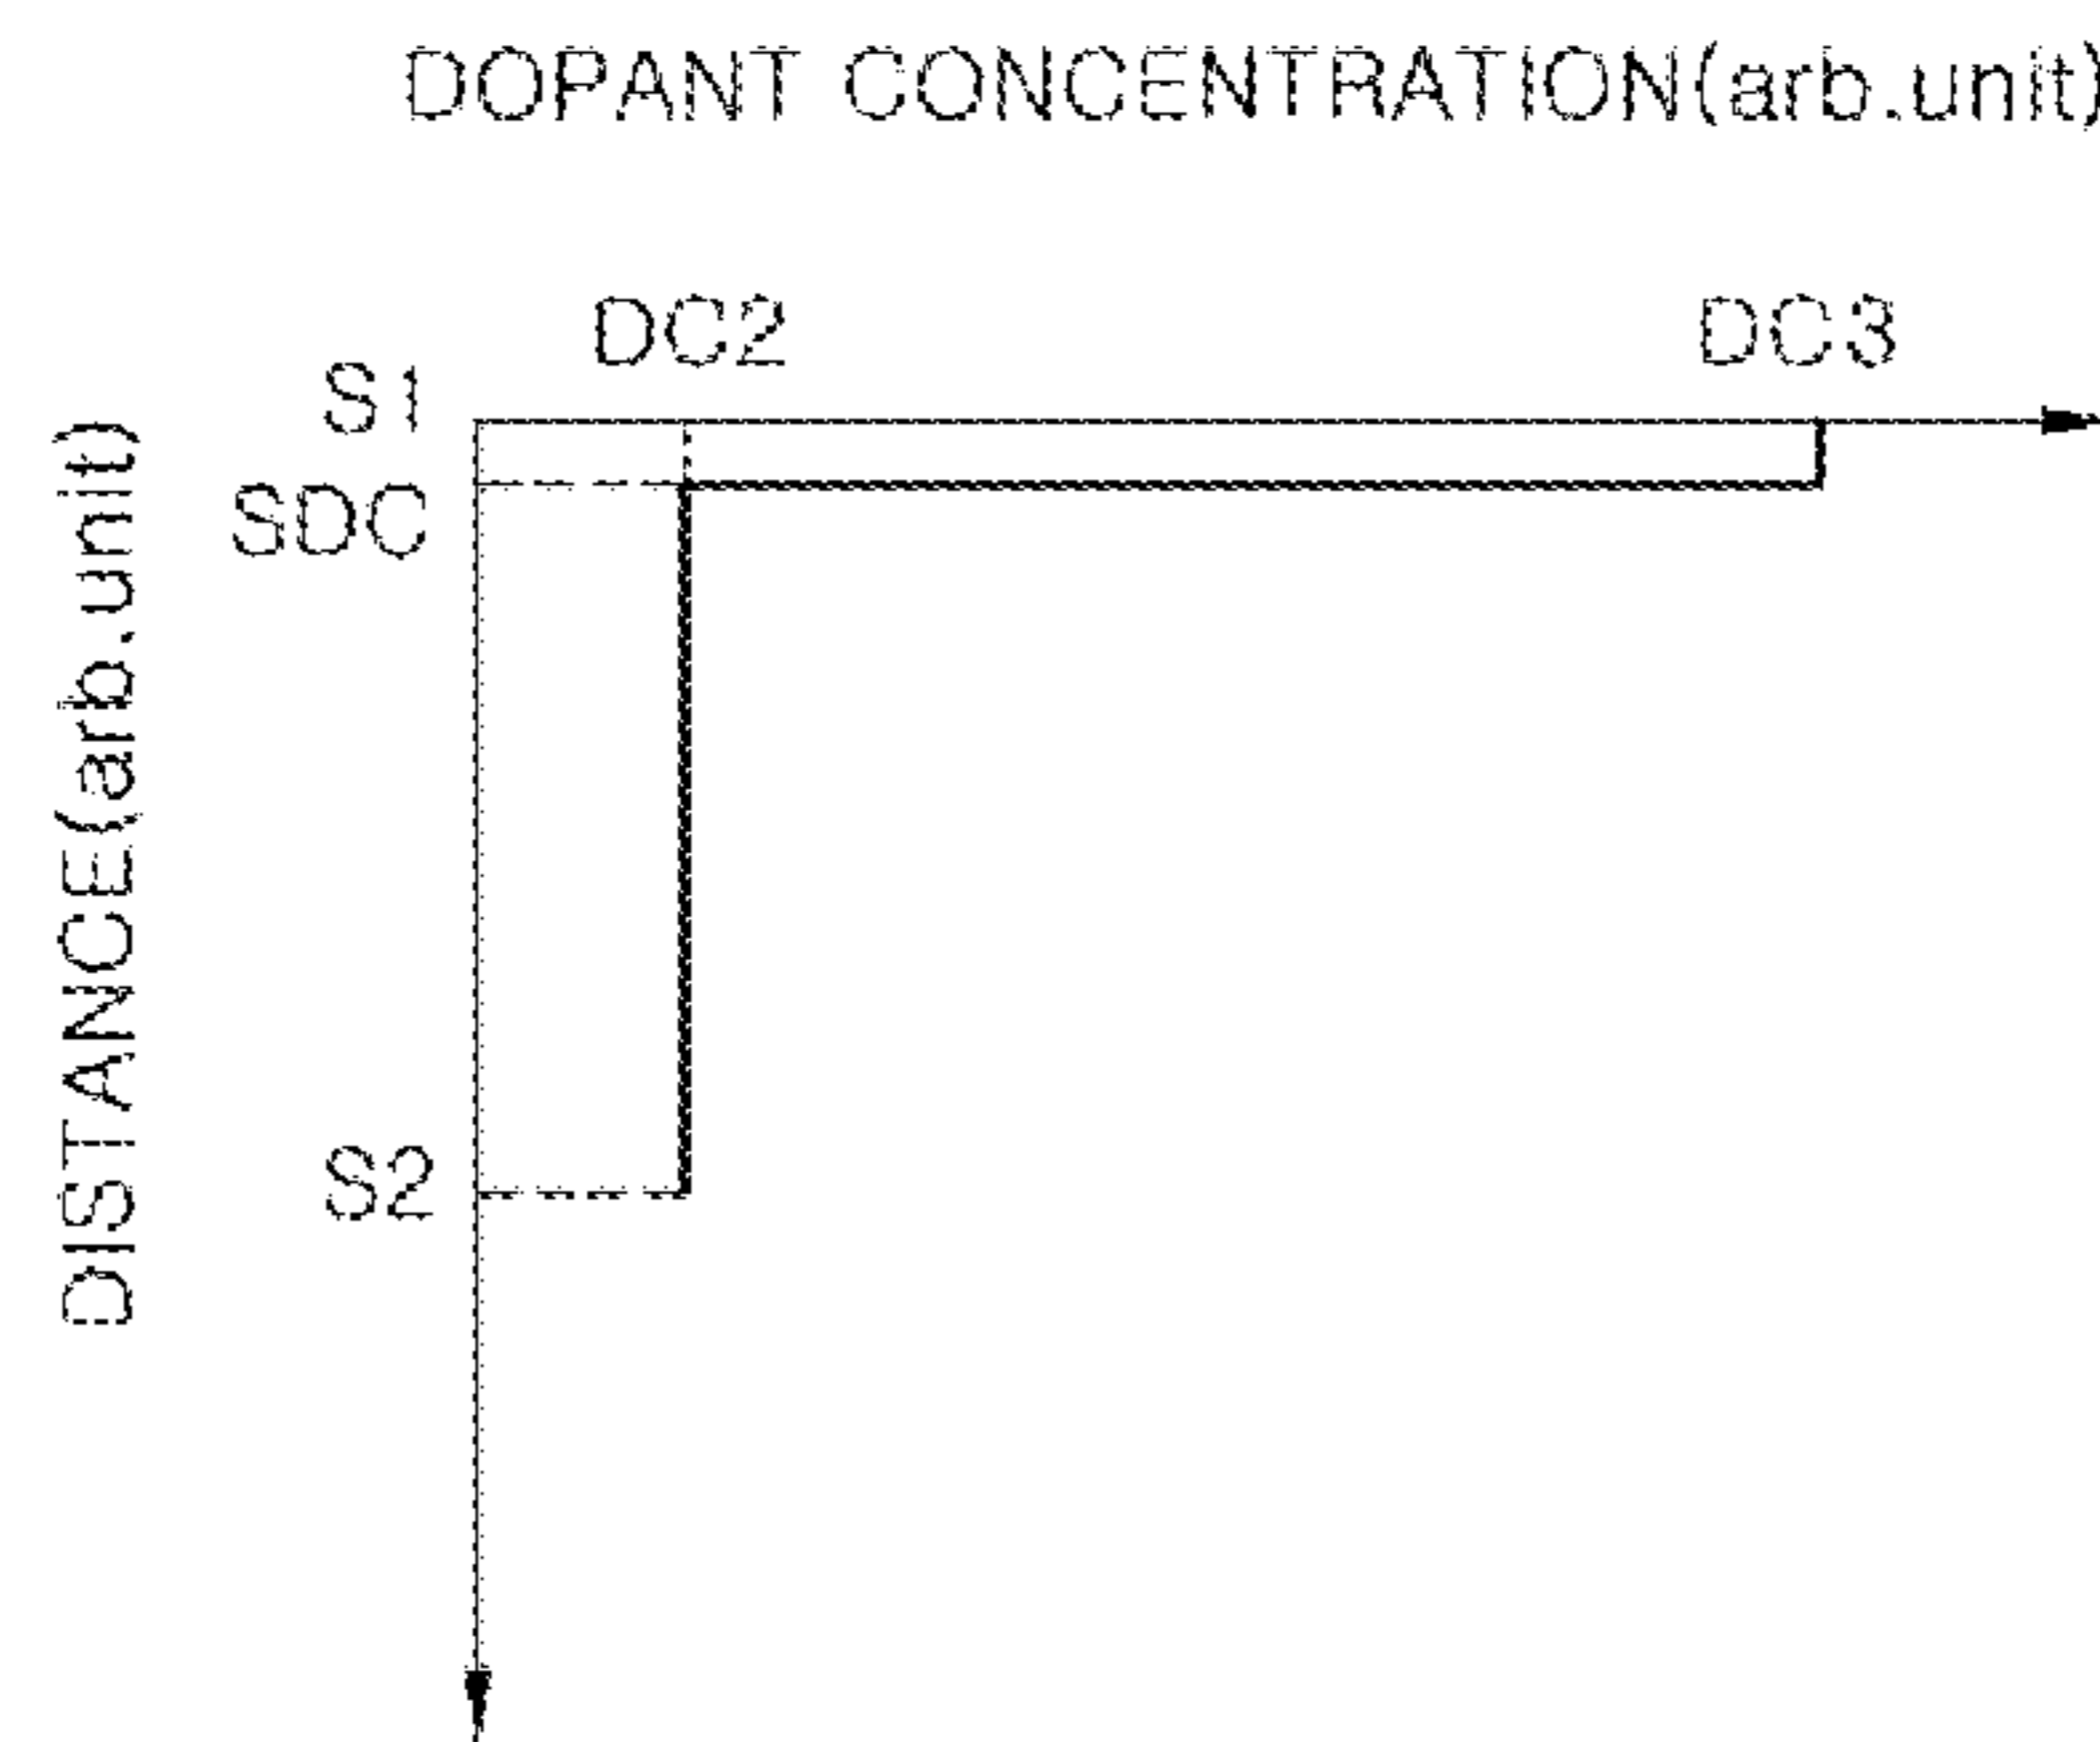 DOPANT CONCENTRATION(arb.unit)
DC2 DC3
S1
SDC
S2
DISTANCE(arb.unit)